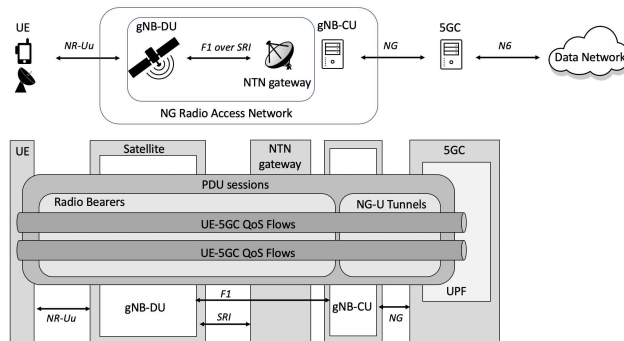 UE
gNB-DU
gNB-CU
5GC
NR-Uu
F1 over SRI
NG
N6
Data Network
NTN gateway
NG Radio Access Network
UE
Satellite
NTN
gateway
5GC
PDU sessions
Radio Bearers
NG-U Tunnels
UE-5GC QoS Flows
UE-5GC QoS Flows
UPF
F1
gNB-DU
gNB-CU
NR-Uu
SRI
NG